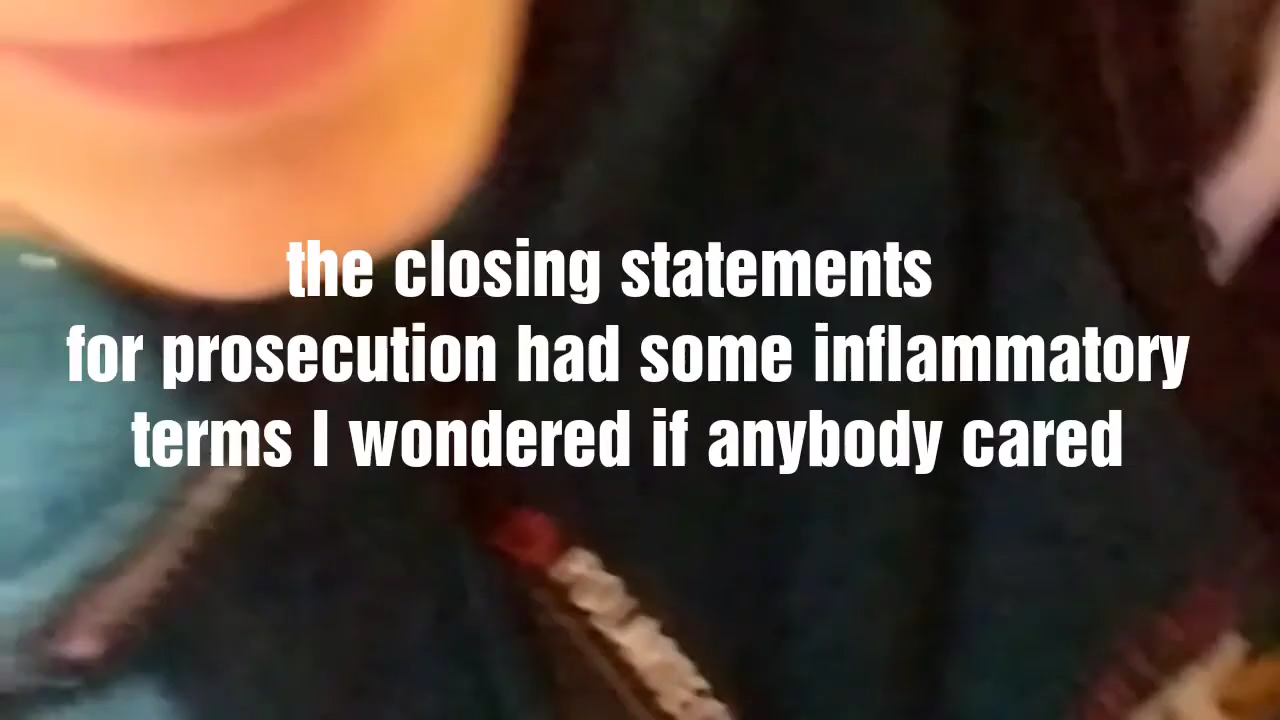 the closing statements
for prosecution had some inflammatory
terms I wondered if anybody cared